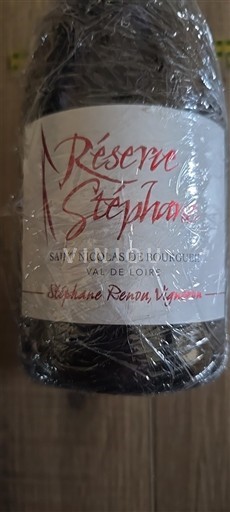 Réserve
Stéphane
SAINT NICOLAS DE BOURGUEIL
VAL DE LOIRE
Stéphane Renou, Vigneron